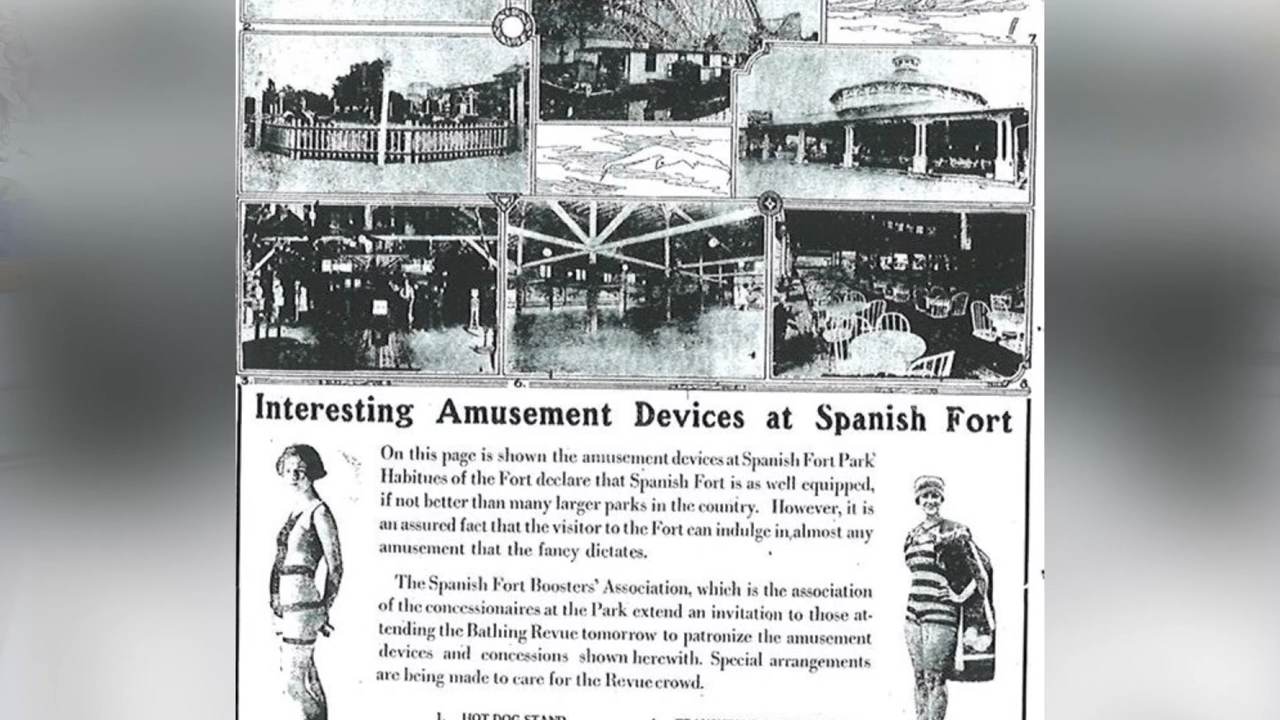 7
5.
6.
8
Interesting Amusement Devices at Spanish Fort
On this page is shown the amusement devices at Spanish Fort Park
Habitues of the Fort declare that Spanish Fort is as well equipped,
if not better than many larger parks in the country. However, it is
an assured fact that the visitor to the Fort can indulge in, almost any
amusement that the fancy dictates.
The Spanish Fort Boosters' Association, which is the association
of the concessionaires at the Park extend an invitation to those at-
tending the Bathing Revue tomorrow to patronize the amusement
devices and concessions shown herewith. Special arrangements
are being made to care for the Revue crowd.
1. HOT DOG STAND